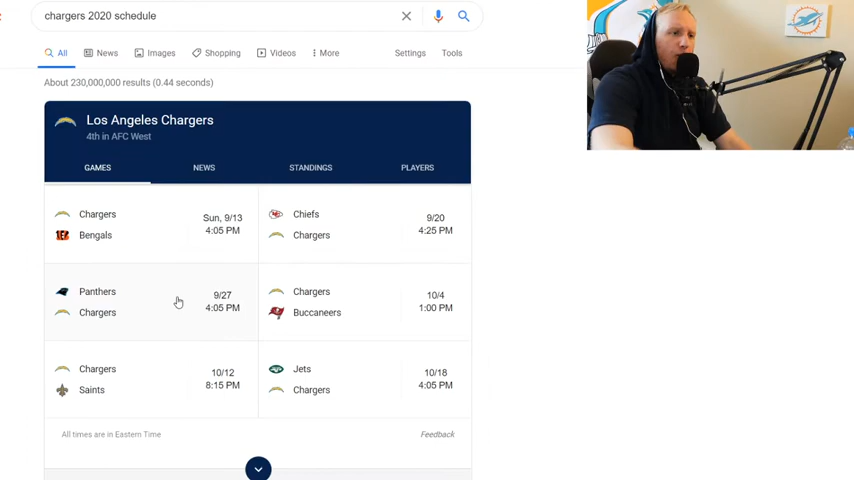 chargers 2020 schedule
All News Images Shopping Videos More Settings Tools
About 230,000,000 results (0.44 seconds)
Los Angeles Chargers
4th in AFC West
GAMES NEWS STANDINGS PLAYERS
Chargers
Bengals
Sun, 9/13
4:05 PM
Chiefs
Chargers
9/20
4:25 PM
Panthers
Chargers
9/27
4:05 PM
Chargers
Buccaneers
10/4
1:00 PM
Chargers
Saints
10/12
8:15 PM
Jets
Chargers
10/18
4:05 PM
All times are in Eastern Time
Feedback